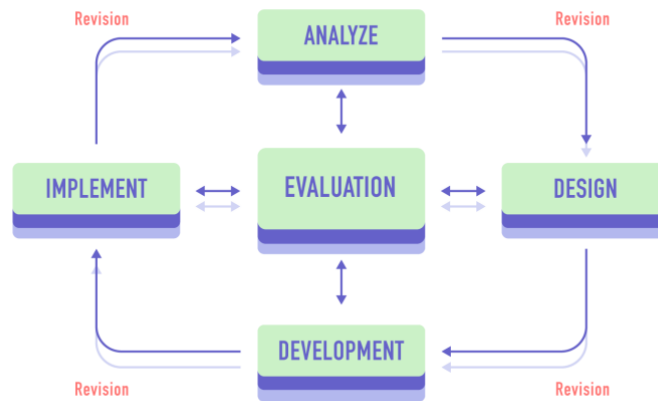 Revision
Revision
ANALYZE
IMPLEMENT
EVALUATION
DESIGN
DEVELOPMENT
Revision
Revision